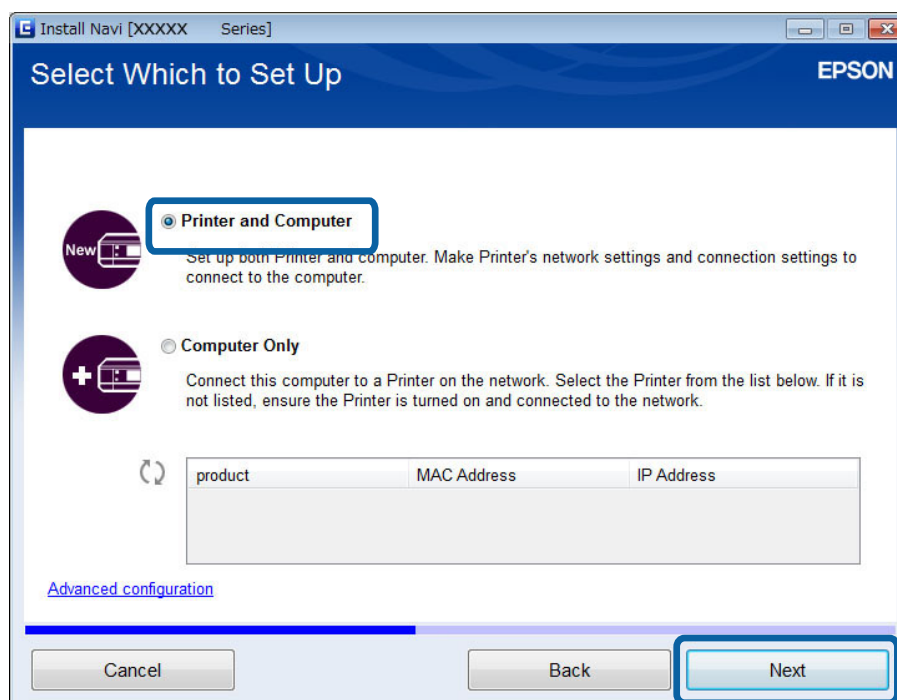 Install Navi [XXXXX Series]
Select Which to Set Up
EPSON
New
Printer and Computer
Set up both Printer and computer. Make Printer's network settings and connection settings to
connect to the computer.
Computer Only
Connect this computer to a Printer on the network. Select the Printer from the list below. If it is
not listed, ensure the Printer is turned on and connected to the network.
product MAC Address IP Address
Advanced configuration
Cancel Back Next